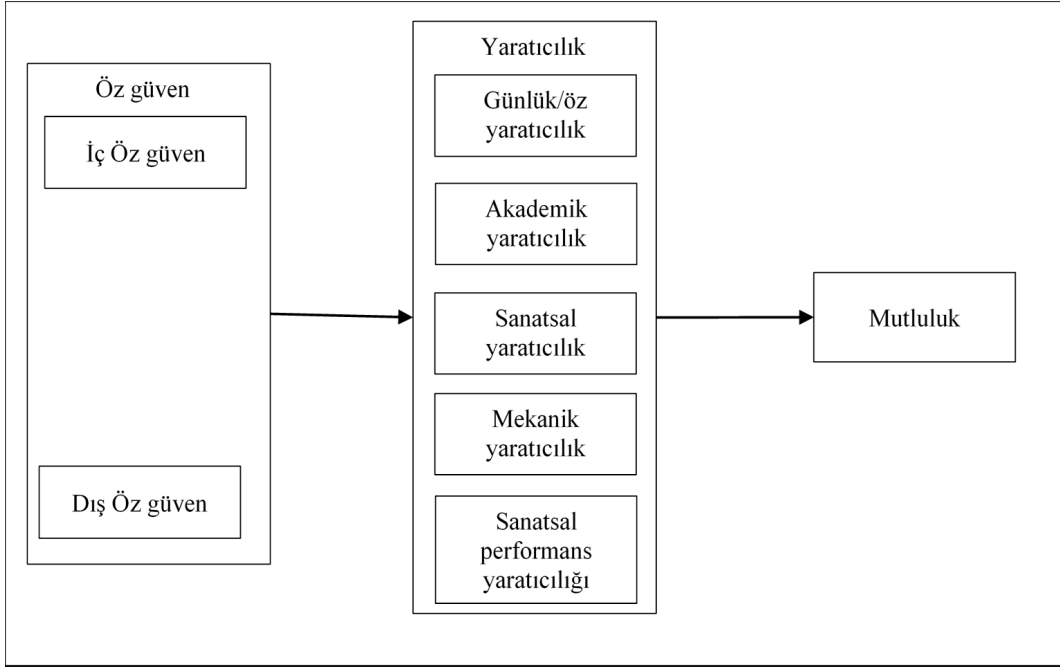 Öz güven
İç Öz güven
Dış Öz güven
Yaratıcılık
Günlük/öz
yaratıcılık
Akademik
yaratıcılık
Sanatsal
yaratıcılık
Mekanik
yaratıcılık
Sanatsal
performans
yaratıcılığı
Mutluluk